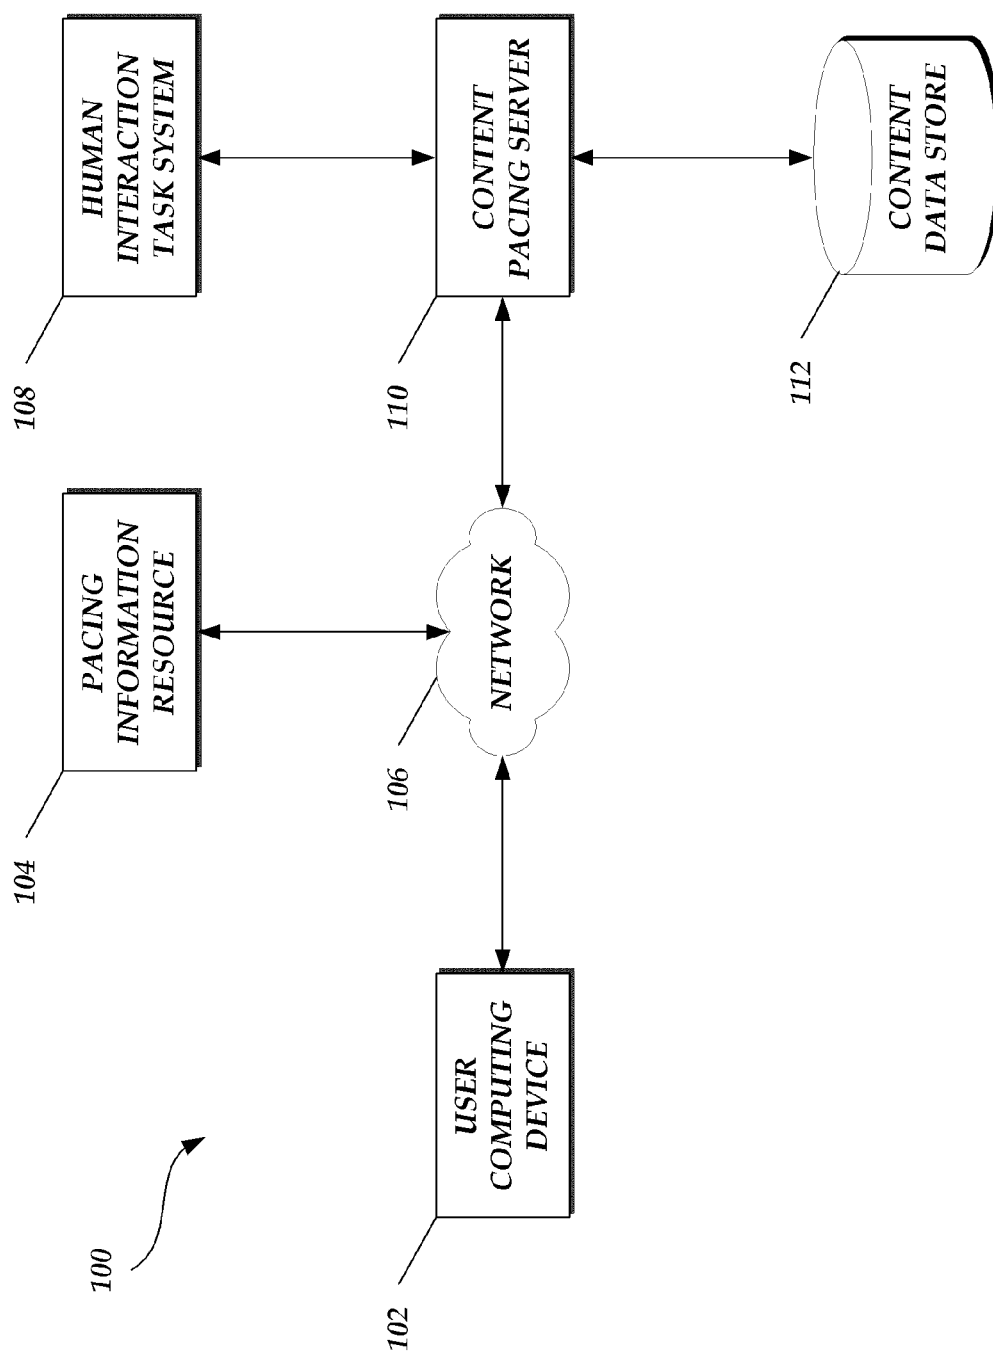 108
HUMAN
INTERACTION
TASK SYSTEM
104
PACING
INFORMATION
RESOURCE
110
CONTENT
PACING SERVER
106
NETWORK
100
102
USER
COMPUTING
DEVICE
112
CONTENT
DATA STORE